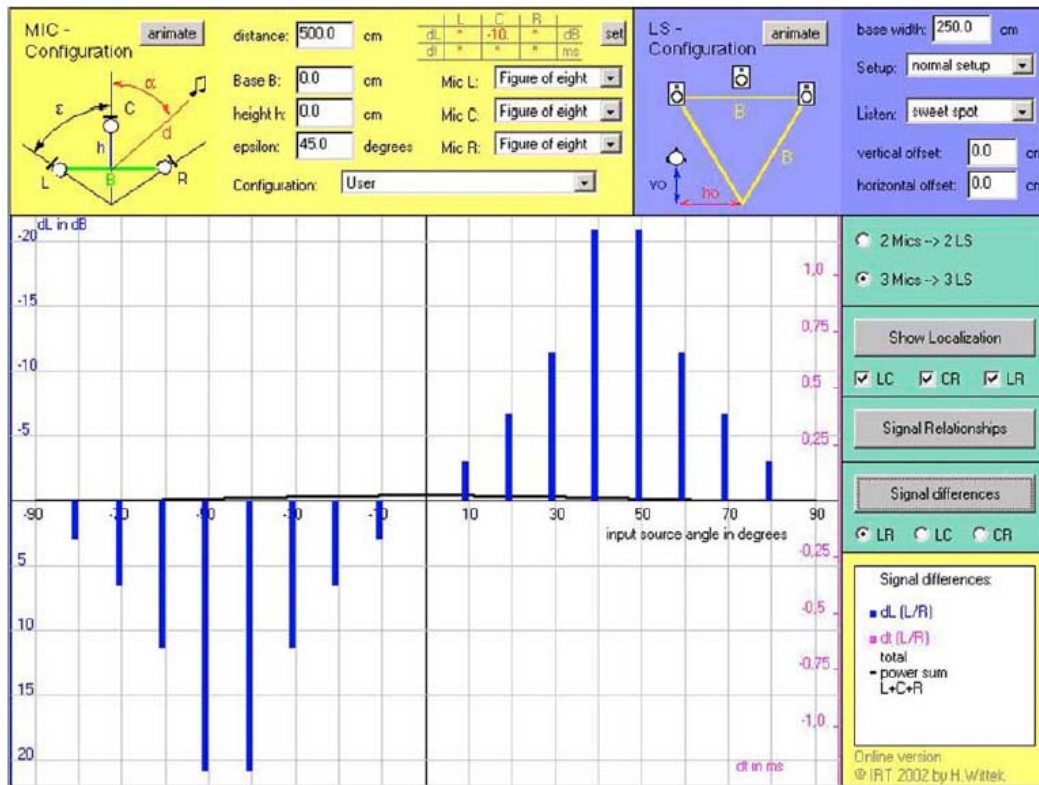 MIC -
Configuration
animate
ε
α
C
d
h
L
B
R
distance: 500.0 cm
Base B: 0.0 cm
height h: 0.0 cm
epsilon: 45.0 degrees
Configuration: User
L C R
dL * -10. * dB
dt * * * ms
set
Mic L: Figure of eight
Mic C: Figure of eight
Mic R: Figure of eight
LS -
Configuration
animate
B
B
vo
ho
base width: 250.0 cm
Setup: normal setup
Listen: sweet spot
vertical offset: 0.0 cm
horizontal offset: 0.0 cm
dL in dB
-20
-15
-10
-5
5
10
15
20
-90 -70 -30 -10 10 30 50 70 90
input source angle in degrees
1,0
0,75
0,5
0,25
-0,25
-0,5
-0,75
-1,0
dt in ms
2 Mics --> 2 LS
3 Mics --> 3 LS
Show Localization
LC CR LR
Signal Relationships
Signal differences
LR LC CR
Signal differences:
dL (L/R)
dt (L/R)
total
power sum
L+C+R
Online version
© IRT 2002 by H.Wittek